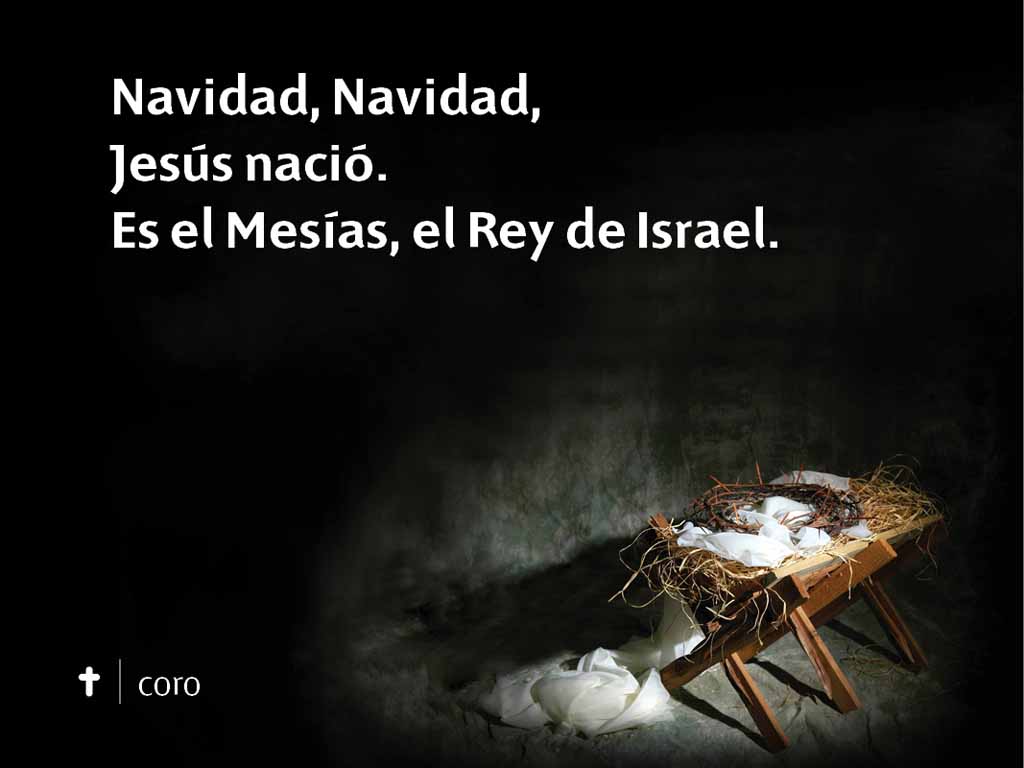 Navidad, Navidad,
Jesús nació.
Es el Mesías, el Rey de Israel.
coro